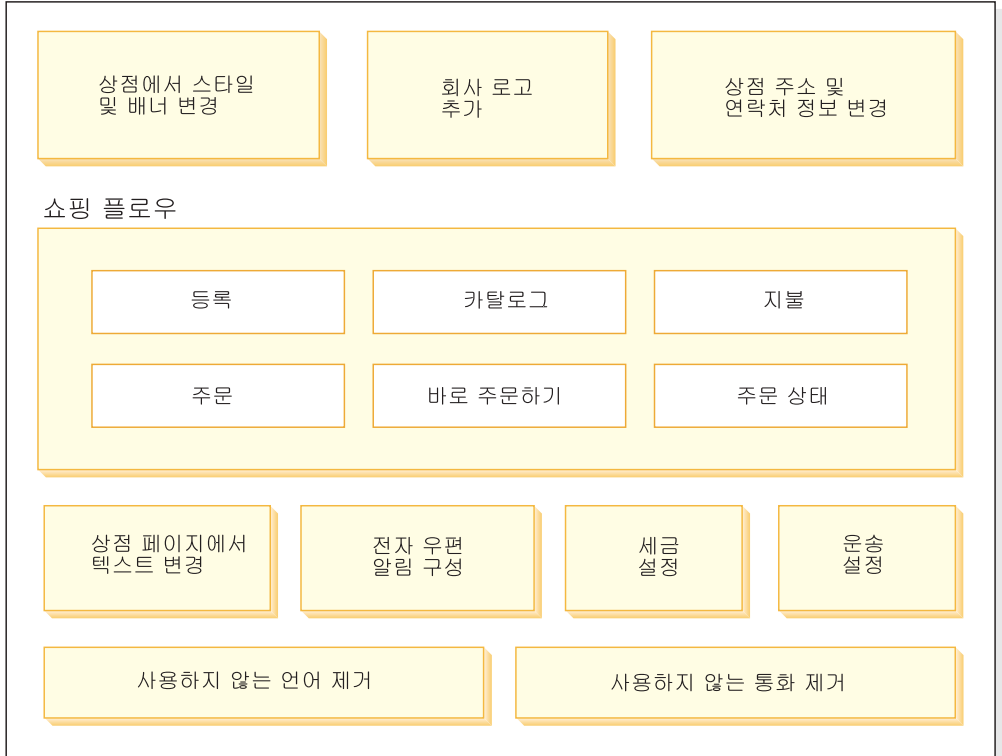 상점에서 스타일
및 배너 변경
회사 로고
추가
상점 주소 및
연락처 정보 변경
쇼핑 플로우
등록
카탈로그
지불
주문
바로 주문하기
주문 상태
상점 페이지에서
텍스트 변경
전자 우편
알림 구성
세금
설정
운송
설정
사용하지 않는 언어 제거
사용하지 않는 통화 제거